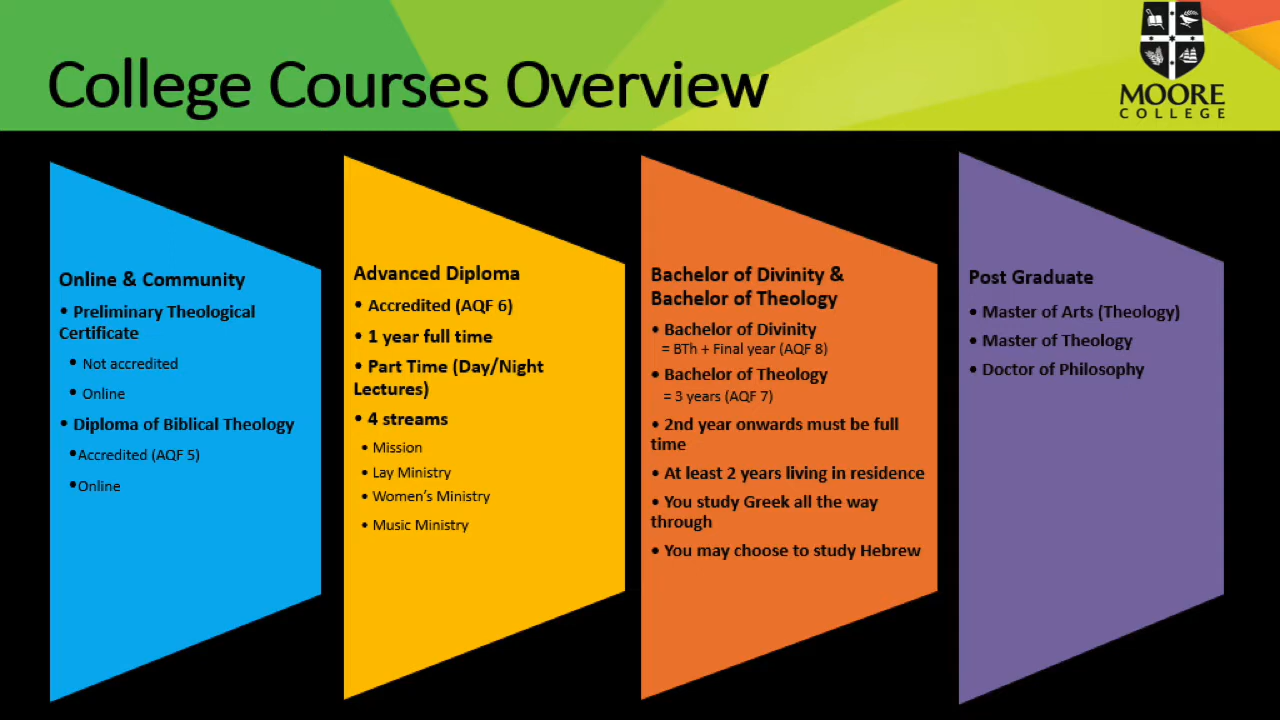 College Courses Overview
MOORE
COLLEGE
Online & Community
• Preliminary Theological
Certificate
• Not accredited
• Online
• Diploma of Biblical Theology
•Accredited (AQF 5)
•Online
Advanced Diploma
• Accredited (AQF 6)
• 1 year full time
• Part Time (Day/Night
Lectures)
• 4 streams
• Mission
• Lay Ministry
• Women’s Ministry
• Music Ministry
Bachelor of Divinity &
Bachelor of Theology
• Bachelor of Divinity
= BTh + Final year (AQF 8)
• Bachelor of Theology
= 3 years (AQF 7)
• 2nd year onwards must be full
time
• At least 2 years living in residence
• You study Greek all the way
through
• You may choose to study Hebrew
Post Graduate
• Master of Arts (Theology)
• Master of Theology
• Doctor of Philosophy